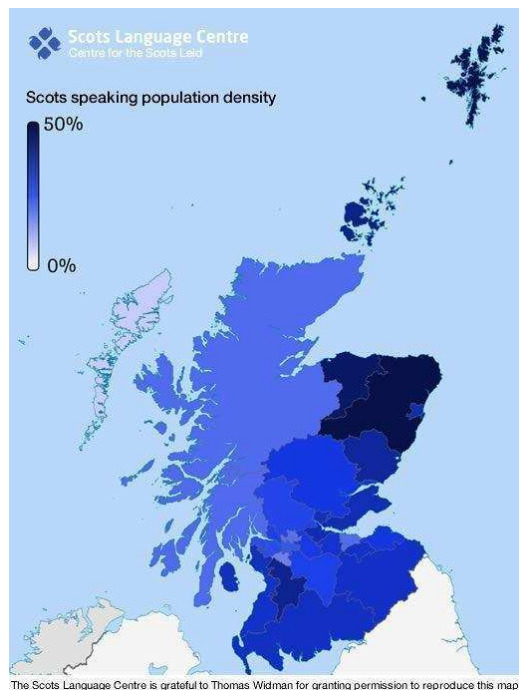 Scots Language Centre
Centre for the Scots Leid
Scots speaking population density
50%
0%
The Scots Language Centre is grateful to Thomas Widman for granting permission to reproduce this map